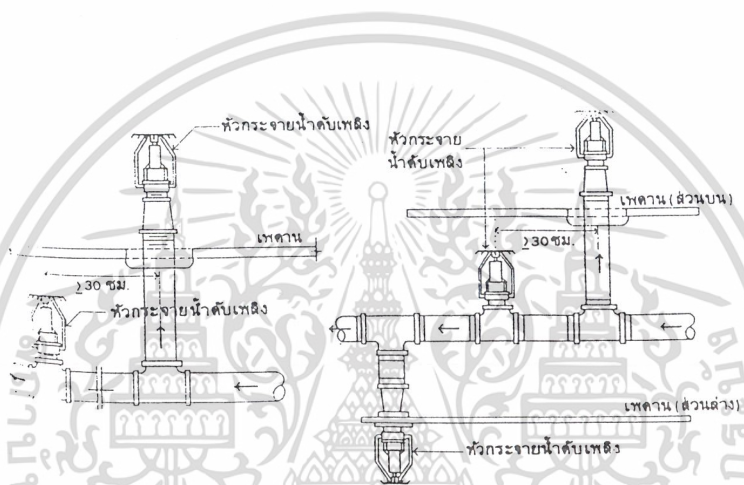 หัวกระจายน้ำดับเพลิง
เพดาน
≥30 ซม.
หัวกระจายน้ำดับเพลิง
หัวกระจาย
น้ำดับเพลิง
เพดาน (ส่วนบน)
≥30 ซม.
เพดาน (ส่วนล่าง)
หัวกระจายน้ำดับเพลิง